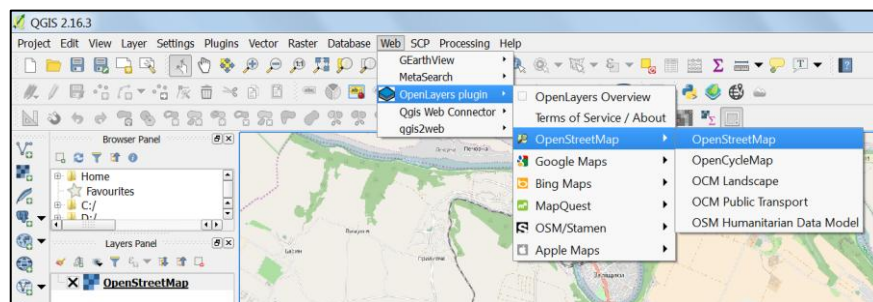 QGIS 2.16.3
Project Edit View Layer Settings Plugins Vector Raster Database Web SCP Processing Help
GEarthView
MetaSearch
OpenLayers plugin
Qgis Web Connector
qgis2web
OpenLayers Overview
Terms of Service / About
OpenStreetMap
Google Maps
Bing Maps
MapQuest
OSM/Stamen
Apple Maps
OpenStreetMap
OpenCycleMap
OCM Landscape
OCM Public Transport
OSM Humanitarian Data Model
Browser Panel
Home
Favourites
C:/
D:/
Layers Panel
OpenStreetMap